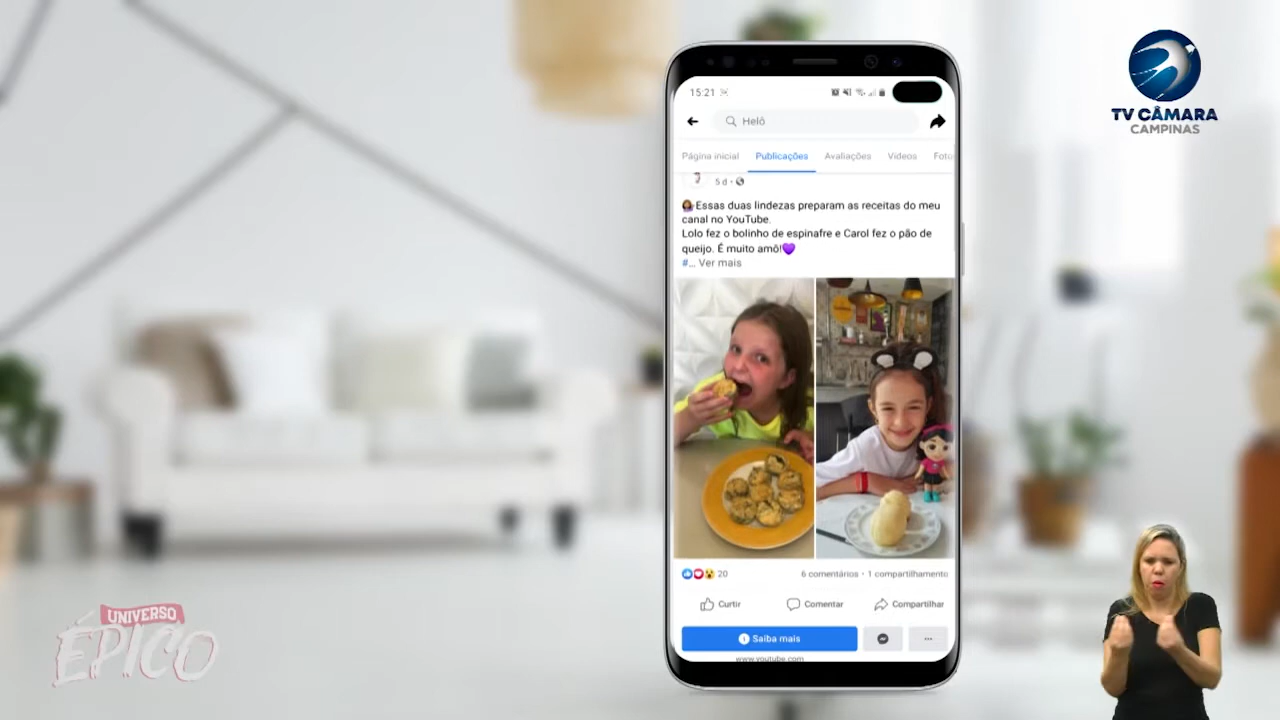 TV CÂMARA
CAMPINAS
15:21
Helô
Página inicial Publicações Avaliações Vídeos Foto
5 d
Essas duas lindezas preparam as receitas do meu
canal no YouTube.
Lolo fez o bolinho de espinafre e Carol fez o pão de
queijo. É muito amô!
#... Ver mais
20 6 comentários • 1 compartilhamento
Curtir Comentar Compartilhar
Saiba mais
www.youtube.com
UNIVERSO
ÉPICO